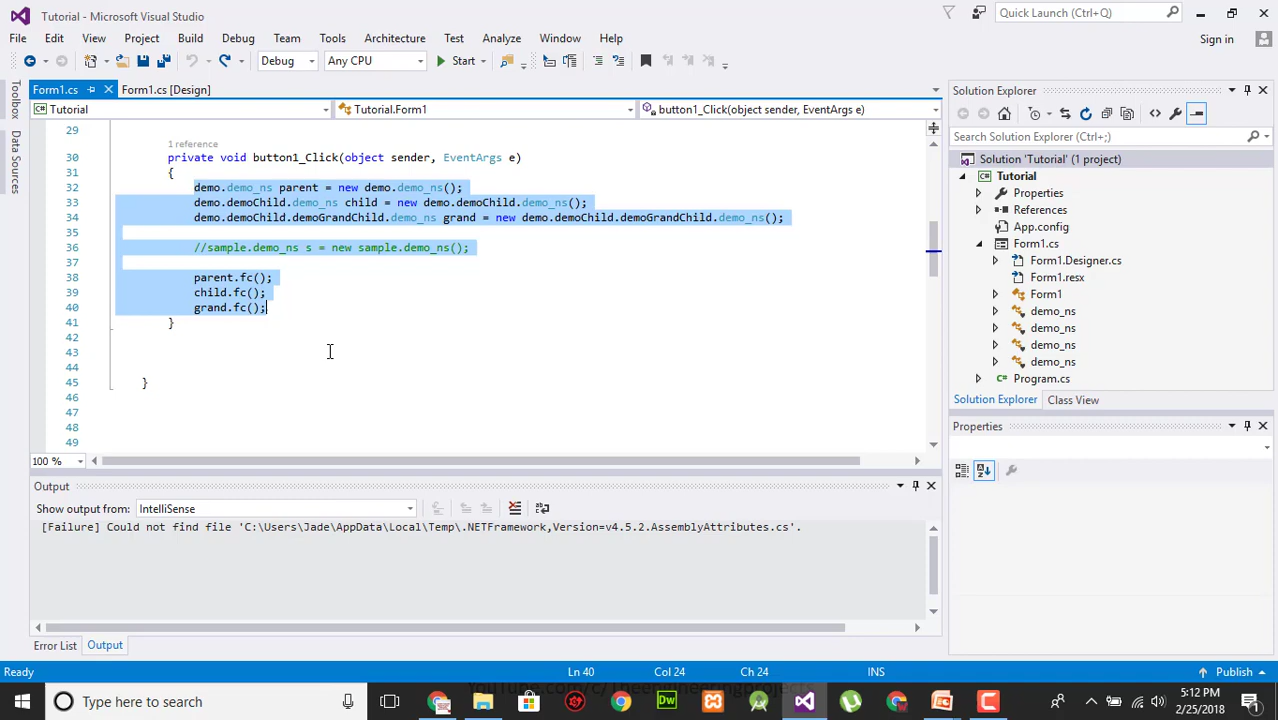 Tutorial - Microsoft Visual Studio
Quick Launch (Ctrl+Q)
File Edit View Project Build Debug Team Tools Architecture Test Analyze Window Help
Sign in
Debug Any CPU Start
Form1.cs Form1.cs [Design]
Solution Explorer
Toolbox
Data Sources
Tutorial Tutorial.Form1 button1_Click(object sender, EventArgs e)
Search Solution Explorer (Ctrl+;)
Solution 'Tutorial' (1 project)
Tutorial
Properties
References
App.config
Form1.cs
Form1.Designer.cs
Form1.resx
Form1
demo_ns
demo_ns
demo_ns
demo_ns
Program.cs
Solution Explorer Class View
Properties
29
1 reference
30 private void button1_Click(object sender, EventArgs e)
31 {
32 demo.demo_ns parent = new demo.demo_ns();
33 demo.demoChild.demo_ns child = new demo.demoChild.demo_ns();
34 demo.demoChild.demoGrandChild.demo_ns grand = new demo.demoChild.demoGrandChild.demo_ns();
35
36 //sample.demo_ns s = new sample.demo_ns();
37
38 parent.fc();
39 child.fc();
40 grand.fc();
41 }
42
43
44
45 }
46
47
48
49
100 %
Output
Show output from: IntelliSense
[Failure] Could not find file 'C:\Users\Jade\AppData\Local\Temp\.NETFramework,Version=v4.5.2.AssemblyAttributes.cs'.
Error List Output
Ready Ln 40 Col 24 Ch 24 INS Publish
Type here to search
Dw
5:12 PM
2/25/2018
1